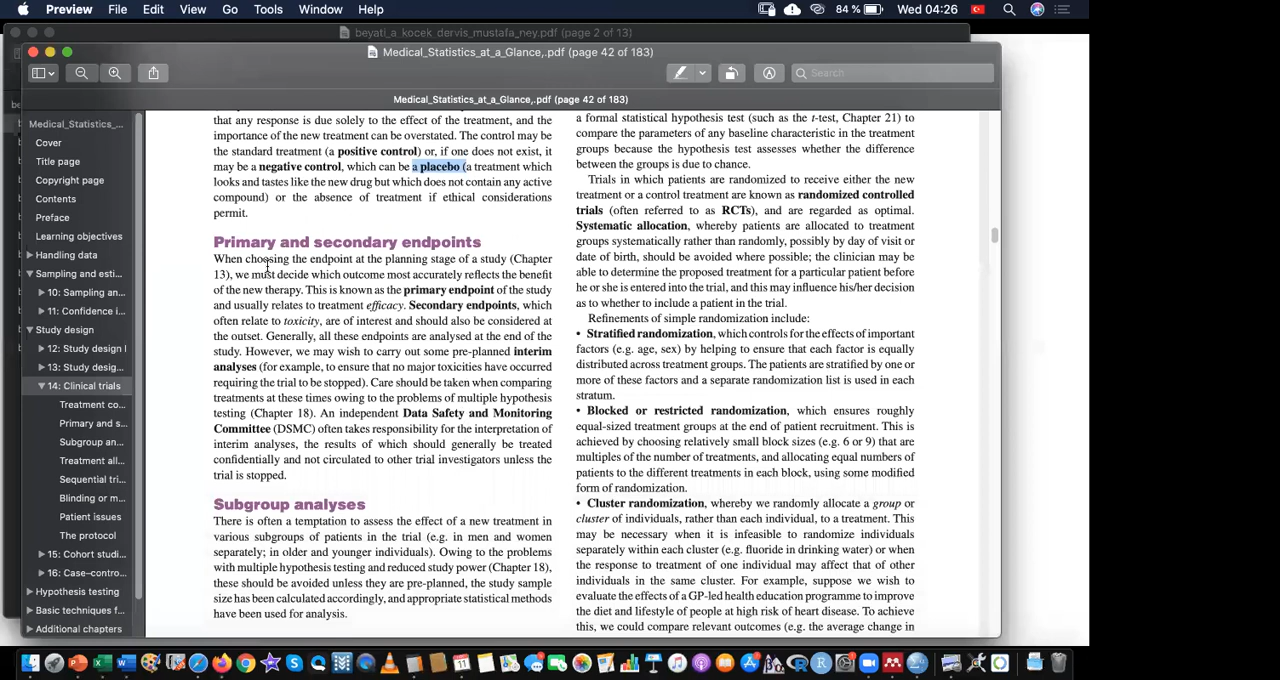 Preview File Edit View Go Tools Window Help
84 % Wed 04:26
beyati_a_kocek_dervis_mustafa_ney.pdf (page 2 of 13)
Medical_Statistics_at_a_Glance,.pdf (page 42 of 183)
Search
Medical_Statistics_at_a_Glance,.pdf (page 42 of 183)
Medical_Statistics_...
Cover
Title page
Copyright page
Contents
Preface
Learning objectives
Handling data
Sampling and esti...
10: Sampling an...
11: Confidence i...
Study design
12: Study design I
13: Study desig...
14: Clinical trials
Treatment co...
Primary and s...
Subgroup an...
Treatment all...
Sequential tri...
Blinding or m...
Patient issues
The protocol
15: Cohort studi...
16: Case–contro...
Hypothesis testing
Basic techniques f...
Additional chapters
that any response is due solely to the effect of the treatment, and the
importance of the new treatment can be overstated. The control may be
the standard treatment (a positive control) or, if one does not exist, it
may be a negative control, which can be a placebo (a treatment which
looks and tastes like the new drug but which does not contain any active
compound) or the absence of treatment if ethical considerations
permit.
Primary and secondary endpoints
When choosing the endpoint at the planning stage of a study (Chapter
13), we must decide which outcome most accurately reflects the benefit
of the new therapy. This is known as the primary endpoint of the study
and usually relates to treatment efficacy. Secondary endpoints, which
often relate to toxicity, are of interest and should also be considered at
the outset. Generally, all these endpoints are analysed at the end of the
study. However, we may wish to carry out some pre-planned interim
analyses (for example, to ensure that no major toxicities have occurred
requiring the trial to be stopped). Care should be taken when comparing
treatments at these times owing to the problems of multiple hypothesis
testing (Chapter 18). An independent Data Safety and Monitoring
Committee (DSMC) often takes responsibility for the interpretation of
interim analyses, the results of which should generally be treated
confidentially and not circulated to other trial investigators unless the
trial is stopped.
Subgroup analyses
There is often a temptation to assess the effect of a new treatment in
various subgroups of patients in the trial (e.g. in men and women
separately; in older and younger individuals). Owing to the problems
with multiple hypothesis testing and reduced study power (Chapter 18),
these should be avoided unless they are pre-planned, the study sample
size has been calculated accordingly, and appropriate statistical methods
have been used for analysis.
a formal statistical hypothesis test (such as the t-test, Chapter 21) to
compare the parameters of any baseline characteristic in the treatment
groups because the hypothesis test assesses whether the difference
between the groups is due to chance.
Trials in which patients are randomized to receive either the new
treatment or a control treatment are known as randomized controlled
trials (often referred to as RCTs), and are regarded as optimal.
Systematic allocation, whereby patients are allocated to treatment
groups systematically rather than randomly, possibly by day of visit or
date of birth, should be avoided where possible; the clinician may be
able to determine the proposed treatment for a particular patient before
he or she is entered into the trial, and this may influence his/her decision
as to whether to include a patient in the trial.
Refinements of simple randomization include:
• Stratified randomization, which controls for the effects of important
factors (e.g. age, sex) by helping to ensure that each factor is equally
distributed across treatment groups. The patients are stratified by one or
more of these factors and a separate randomization list is used in each
stratum.
• Blocked or restricted randomization, which ensures roughly
equal-sized treatment groups at the end of patient recruitment. This is
achieved by choosing relatively small block sizes (e.g. 6 or 9) that are
multiples of the number of treatments, and allocating equal numbers of
patients to the different treatments in each block, using some modified
form of randomization.
• Cluster randomization, whereby we randomly allocate a group or
cluster of individuals, rather than each individual, to a treatment. This
may be necessary when it is infeasible to randomize individuals
separately within each cluster (e.g. fluoride in drinking water) or when
the response to treatment of one individual may affect that of other
individuals in the same cluster. For example, suppose we wish to
evaluate the effects of a GP-led health education programme to improve
the diet and lifestyle of people at high risk of heart disease. To achieve
this, we could compare relevant outcomes (e.g. the average change in